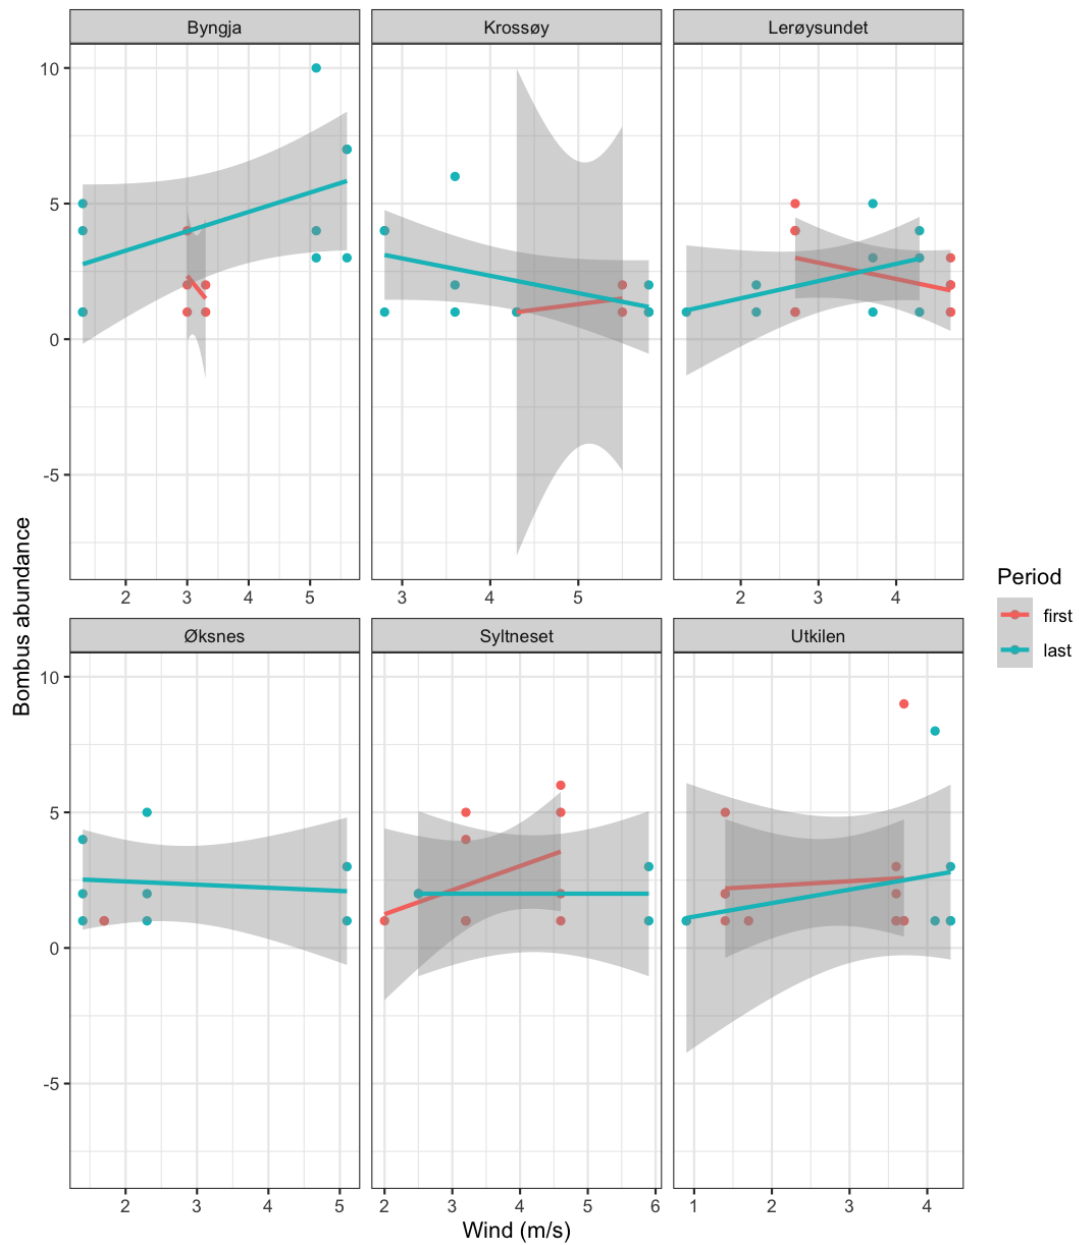 Byngja Krossøy Lerøysundet
10
5
0
-5
2 3 4 5 3 4 5 2 3 4
Øksnes Syltneset Utkilen
10
5
0
-5
2 3 4 5 2 3 4 5 6 1 2 3 4
Bombus abundance
Wind (m/s)
Period
first
last